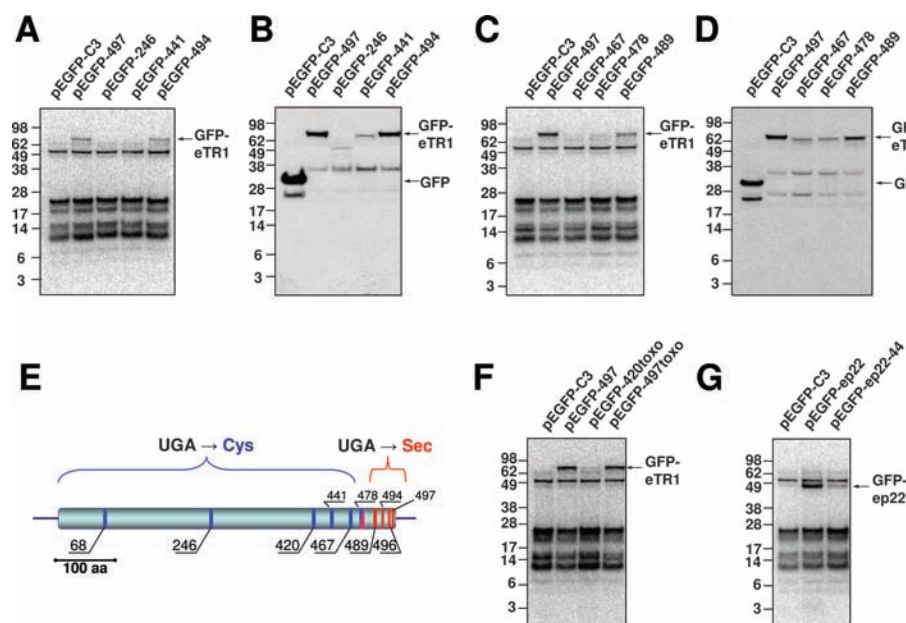 A
pEGFP-C3
pEGFP-497
pEGFP-246
pEGFP-441
pEGFP-494
98
62
49
38
28
17
14
6
3
GFP-
eTR1
B
pEGFP-C3
pEGFP-497
pEGFP-246
pEGFP-441
pEGFP-494
98
62
49
38
28
17
14
6
3
GFP-
eTR1
GFP
C
pEGFP-C3
pEGFP-497
pEGFP-467
pEGFP-478
pEGFP-489
98
62
49
38
28
17
14
6
3
GFP-
eTR1
D
pEGFP-C3
pEGFP-497
pEGFP-467
pEGFP-478
pEGFP-489
98
62
49
38
28
17
14
6
3
E
UGA → Cys
UGA → Sec
441 478 494 497
68 246 420 467 489 496
100 aa
F
pEGFP-C3
pEGFP-497
pEGFP-420toxo
pEGFP-497toxo
98
62
49
38
28
17
14
6
3
GFP-
eTR1
G
pEGFP-C3
pEGFP-ep22
pEGFP-ep22-44
98
62
49
38
28
17
14
6
3
GFP-
ep22